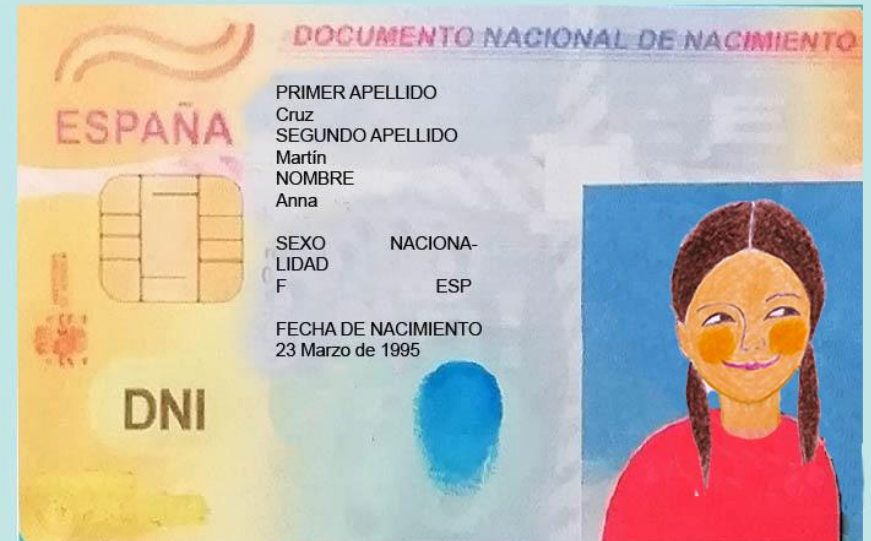 DOCUMENTO NACIONAL DE NACIMIENTO
ESPAÑA
PRIMER APELLIDO
Cruz
SEGUNDO APELLIDO
Martín
NOMBRE
Anna
SEXO NACIONA-
LIDAD
F ESP
FECHA DE NACIMIENTO
23 Marzo de 1995
DNI